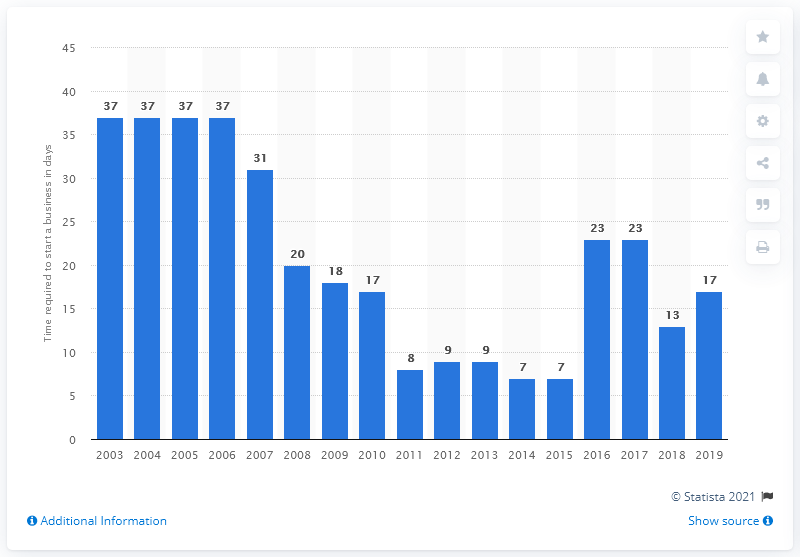 45
40
35
30
25
20
15
10
5
0
Time required to start a business in days
37 37 37 37 31 20 18 17 8 9 9 7 7 23 23 13 17
2003 2004 2005 2006 2007 2008 2009 2010 2011 2012 2013 2014 2015 2016 2017 2018 2019
© Statista 2021
Additional Information
Show source